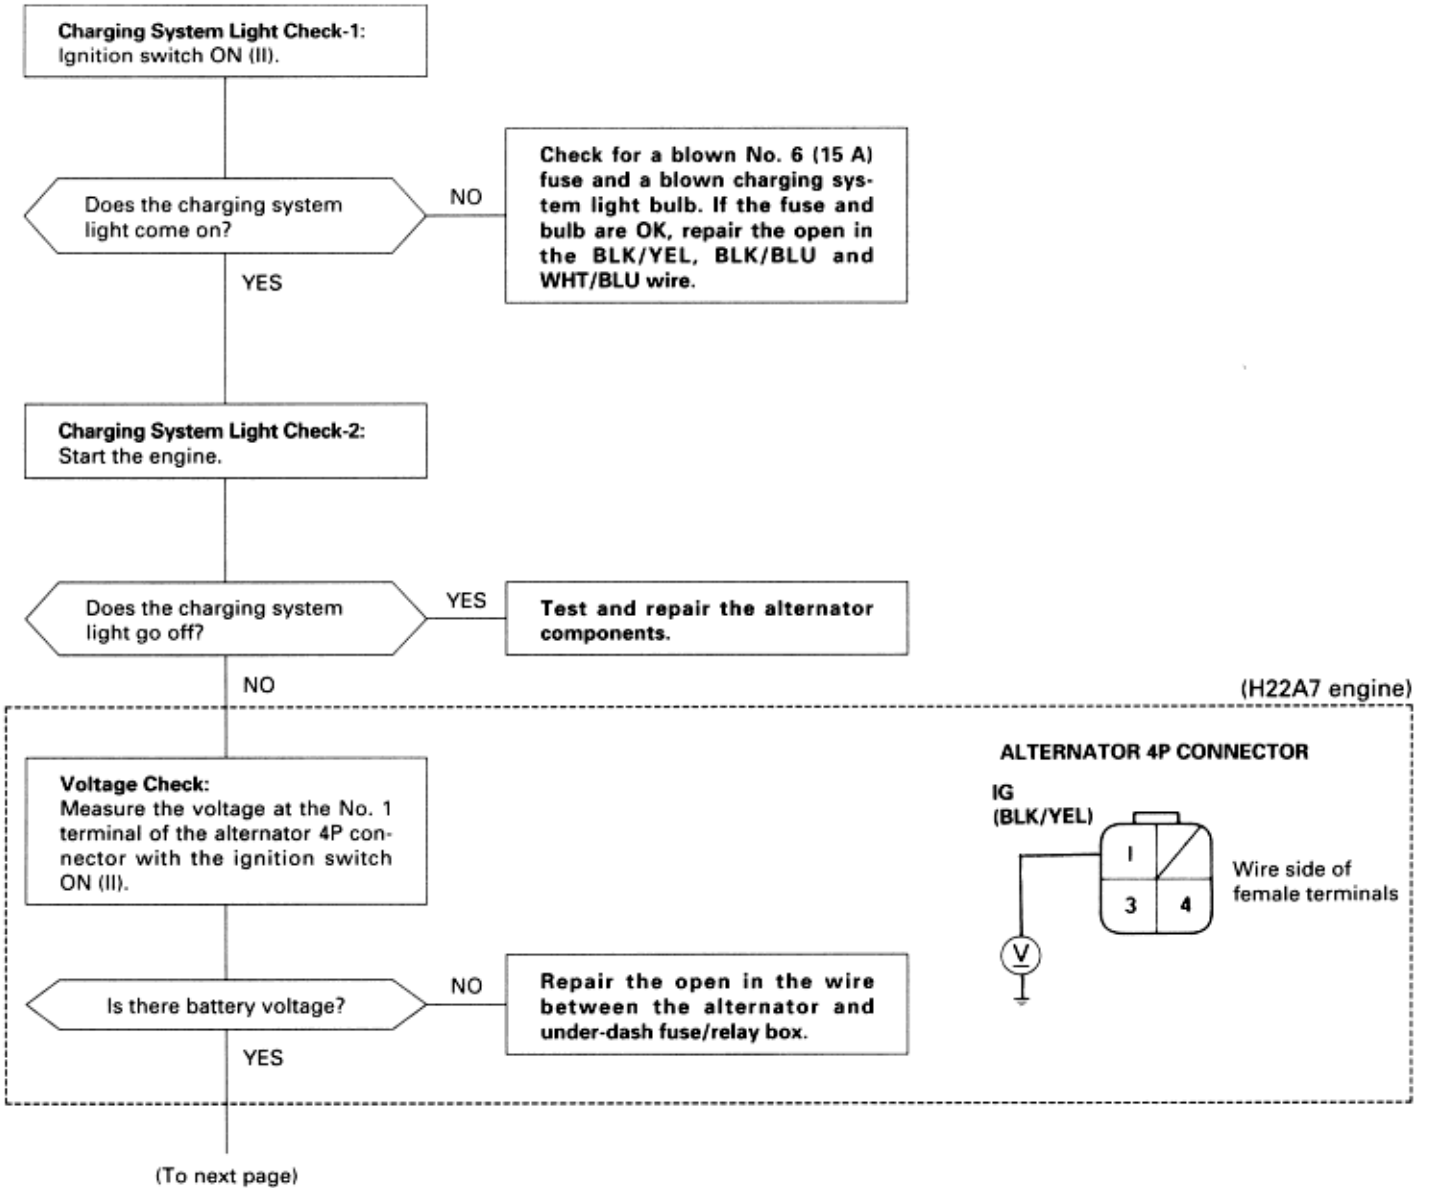 Charging System Light Check-1:
Ignition switch ON (II).
Does the charging system
light come on?
NO
Check for a blown No. 6 (15 A)
fuse and a blown charging sys-
tem light bulb. If the fuse and
bulb are OK, repair the open in
the BLK/YEL, BLK/BLU and
WHT/BLU wire.
YES
Charging System Light Check-2:
Start the engine.
Does the charging system
light go off?
YES
Test and repair the alternator
components.
NO
(H22A7 engine)
Voltage Check:
Measure the voltage at the No. 1
terminal of the alternator 4P con-
nector with the ignition switch
ON (II).
ALTERNATOR 4P CONNECTOR
IG
(BLK/YEL)
1
3 4
Wire side of
female terminals
V
Is there battery voltage?
NO
Repair the open in the wire
between the alternator and
under-dash fuse/relay box.
YES
(To next page)